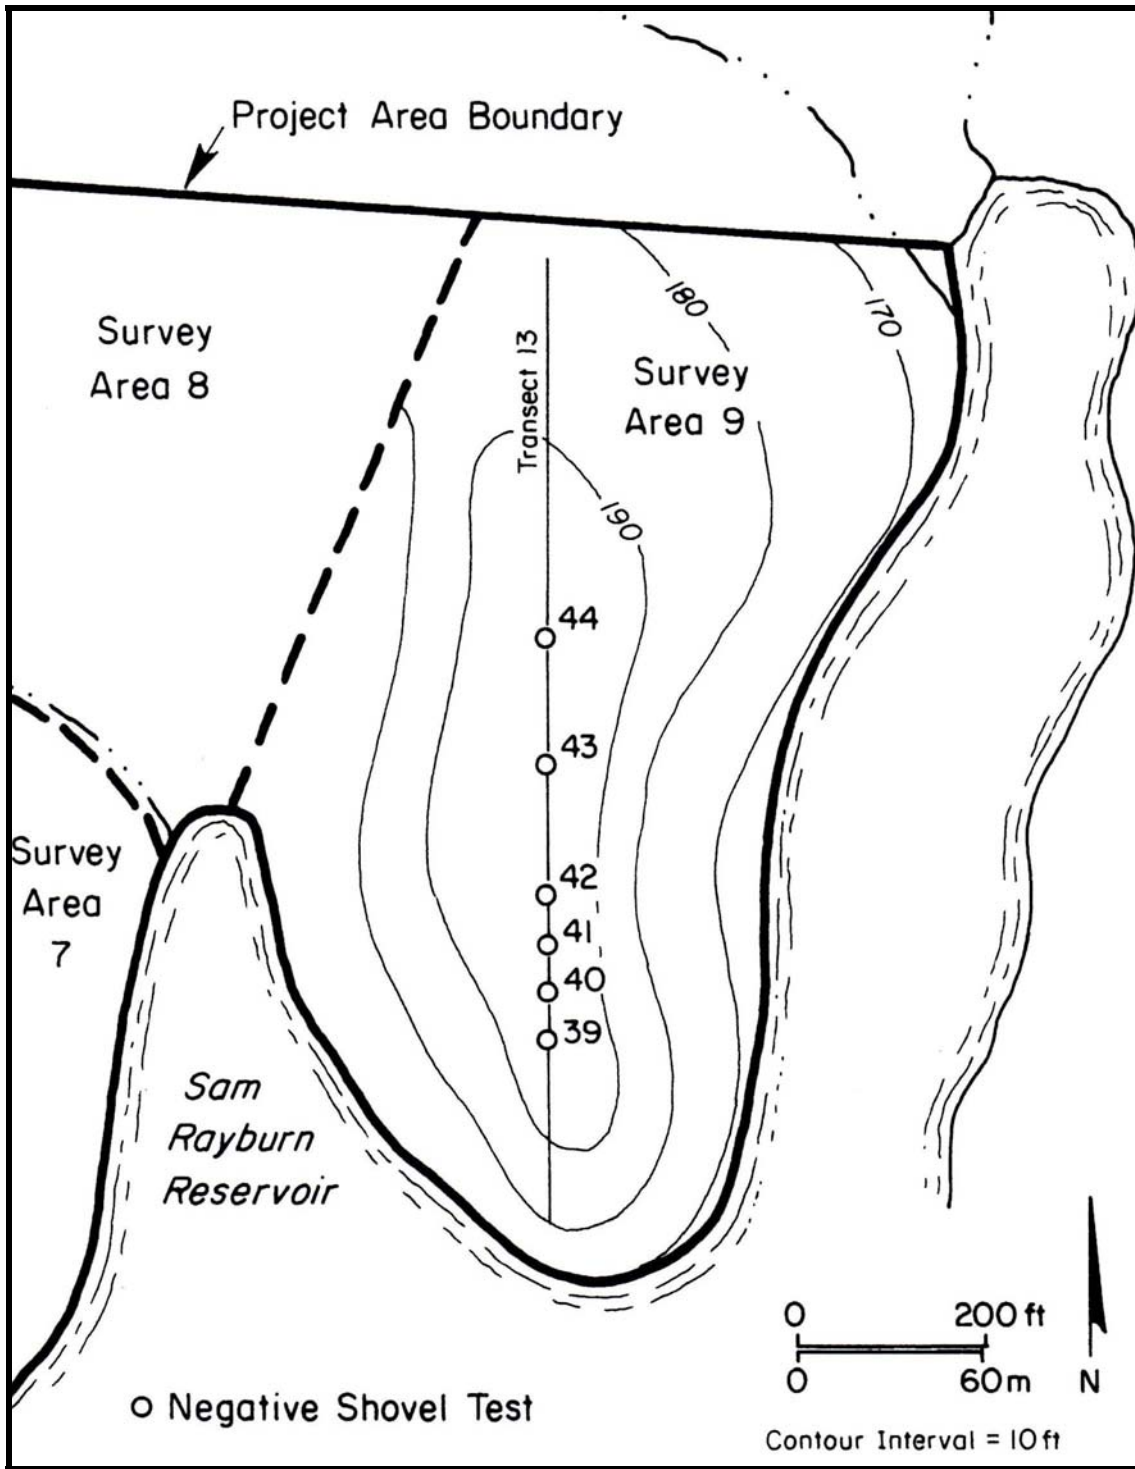 Project Area Boundary
180
170
Survey
Area 8
Transect 13
Survey
Area 9
190
44
43
42
41
40
39
Survey
Area
7
Sam
Rayburn
Reservoir
0 200 ft
0 60 m
N
Negative Shovel Test
Contour Interval = 10 ft